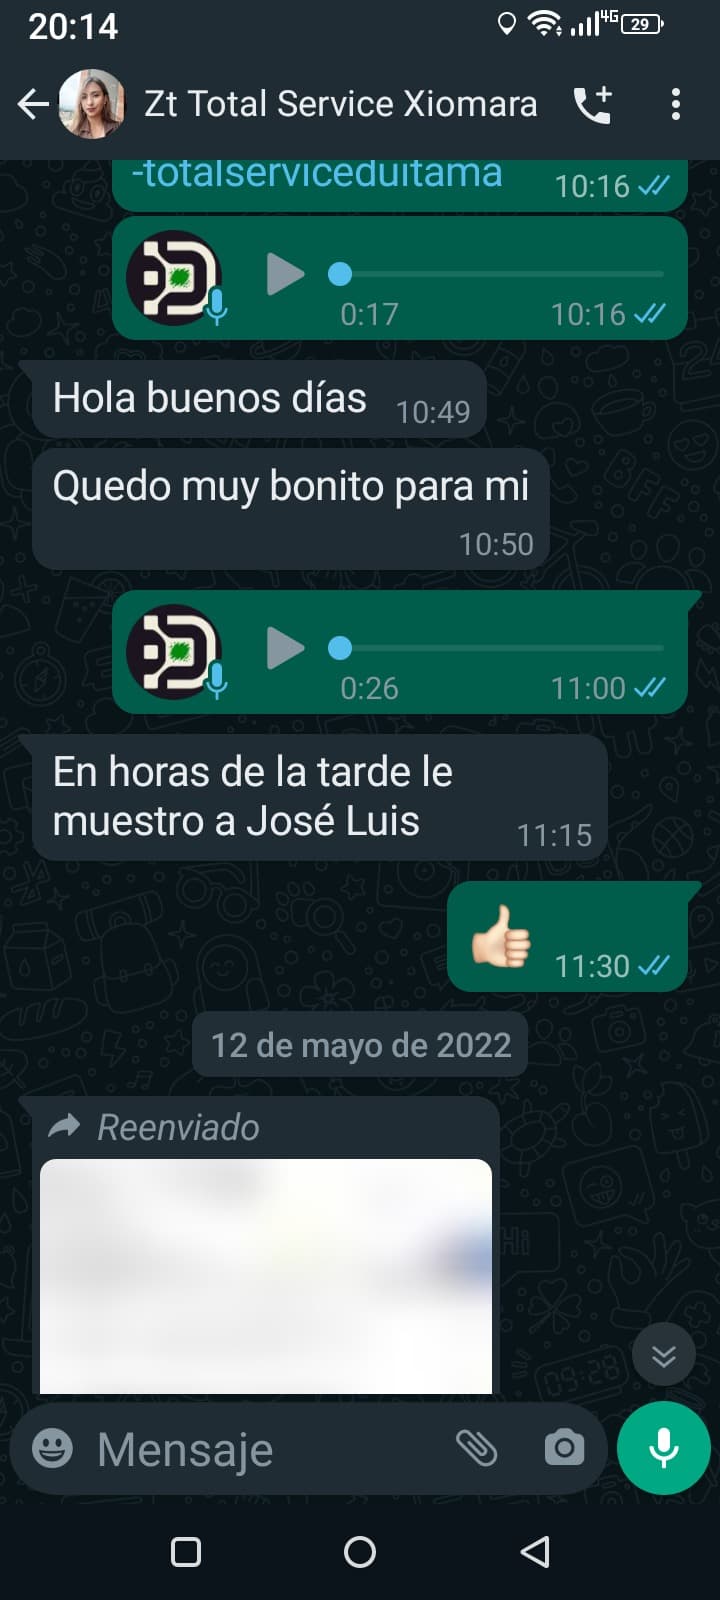 20:14
4G
29
Zt Total Service Xiomara
-totalserviceduitama
10:16
0:17
10:16
Hola buenos días
10:49
Quedo muy bonito para mi
10:50
0:26
11:00
En horas de la tarde le
muestro a José Luis
11:15
11:30
12 de mayo de 2022
Reenviado
Mensaje